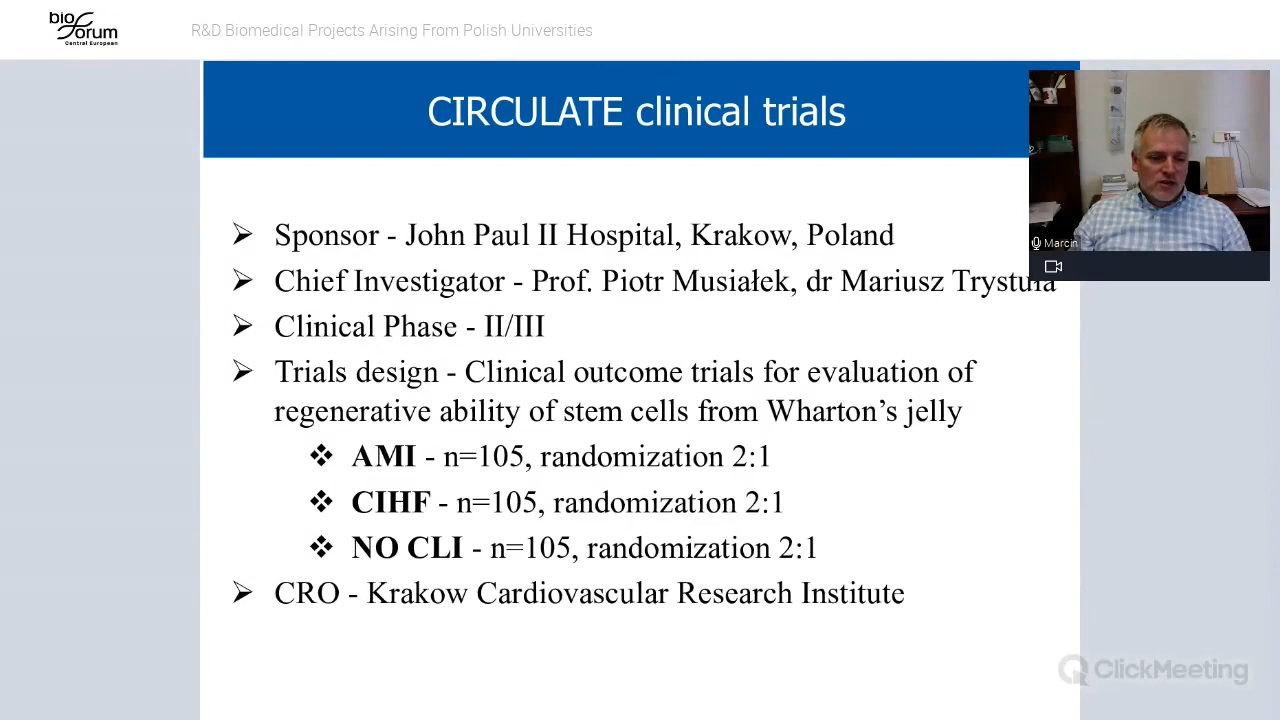 bio
Forum
Central European
R&D Biomedical Projects Arising From Polish Universities
CIRCULATE clinical trials
Marcin
Sponsor - John Paul II Hospital, Krakow, Poland
Chief Investigator - Prof. Piotr Musiałek, dr Mariusz Trystuła
Clinical Phase - II/III
Trials design - Clinical outcome trials for evaluation of
regenerative ability of stem cells from Wharton's jelly
AMI - n=105, randomization 2:1
CIHF - n=105, randomization 2:1
NO CLI - n=105, randomization 2:1
CRO - Krakow Cardiovascular Research Institute
ClickMeeting